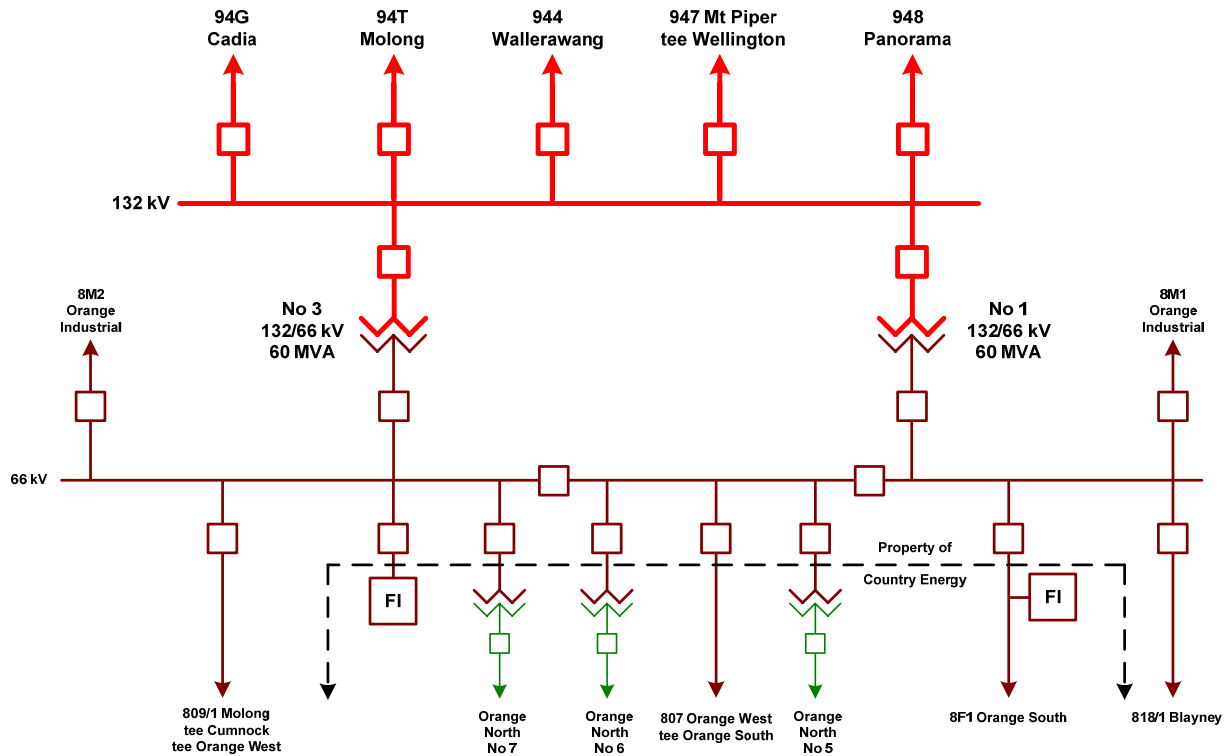 94G
Cadia
94T
Molong
944
Wallerawang
947 Mt Piper
tee Wellington
948
Panorama
132 kV
8M2
Orange
Industrial
No 3
132/66 kV
60 MVA
No 1
132/66 kV
60 MVA
8M1
Orange
Industrial
66 kV
Property of
Country Energy
FI
FI
809/1 Molong
tee Cumnock
tee Orange West
Orange
North
No 7
Orange
North
No 6
807 Orange West
tee Orange South
Orange
North
No 5
8F1 Orange South
818/1 Blayney